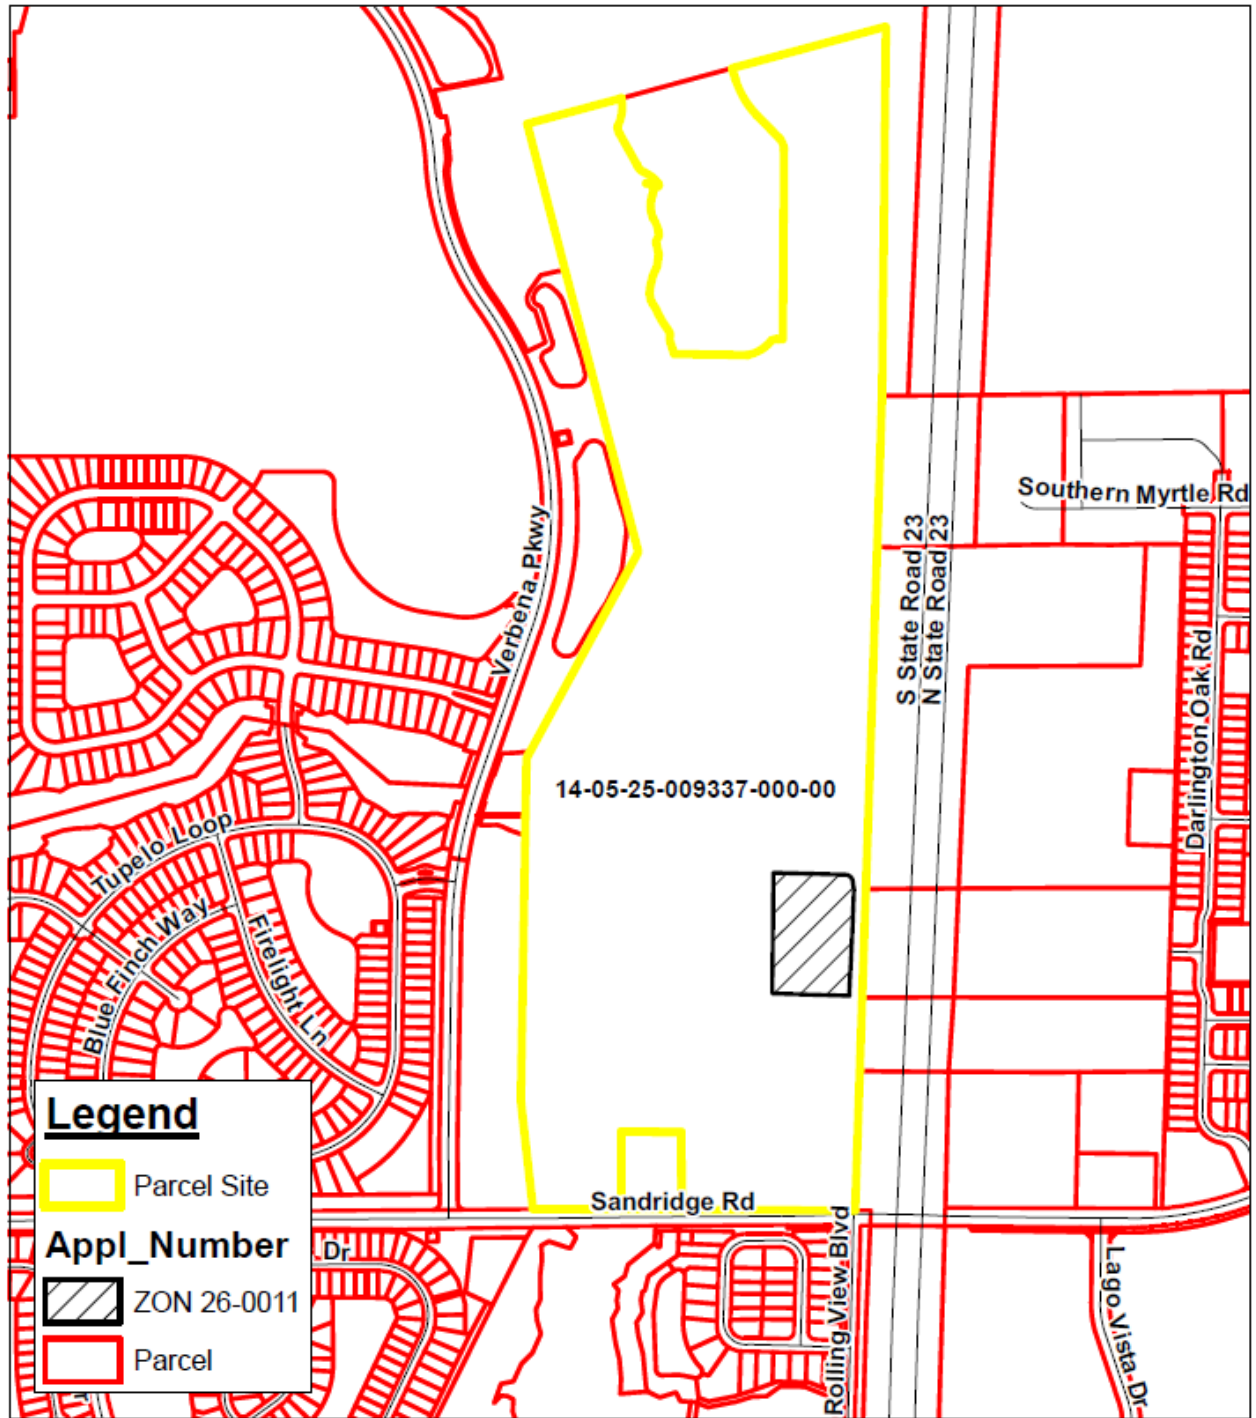 Southern Myrtle Rd
S State Road 23
N State Road 23
Verbena Pkwy
Darlington Oak Rd
14-05-25-009337-000-00
Tupelo Loop
Blue Finch Way
Firelight Ln
Sandridge Rd
Rolling View Blvd
Lago Vista Dr
Dr
Legend
Parcel Site
Appl_Number
ZON 26-0011
Parcel